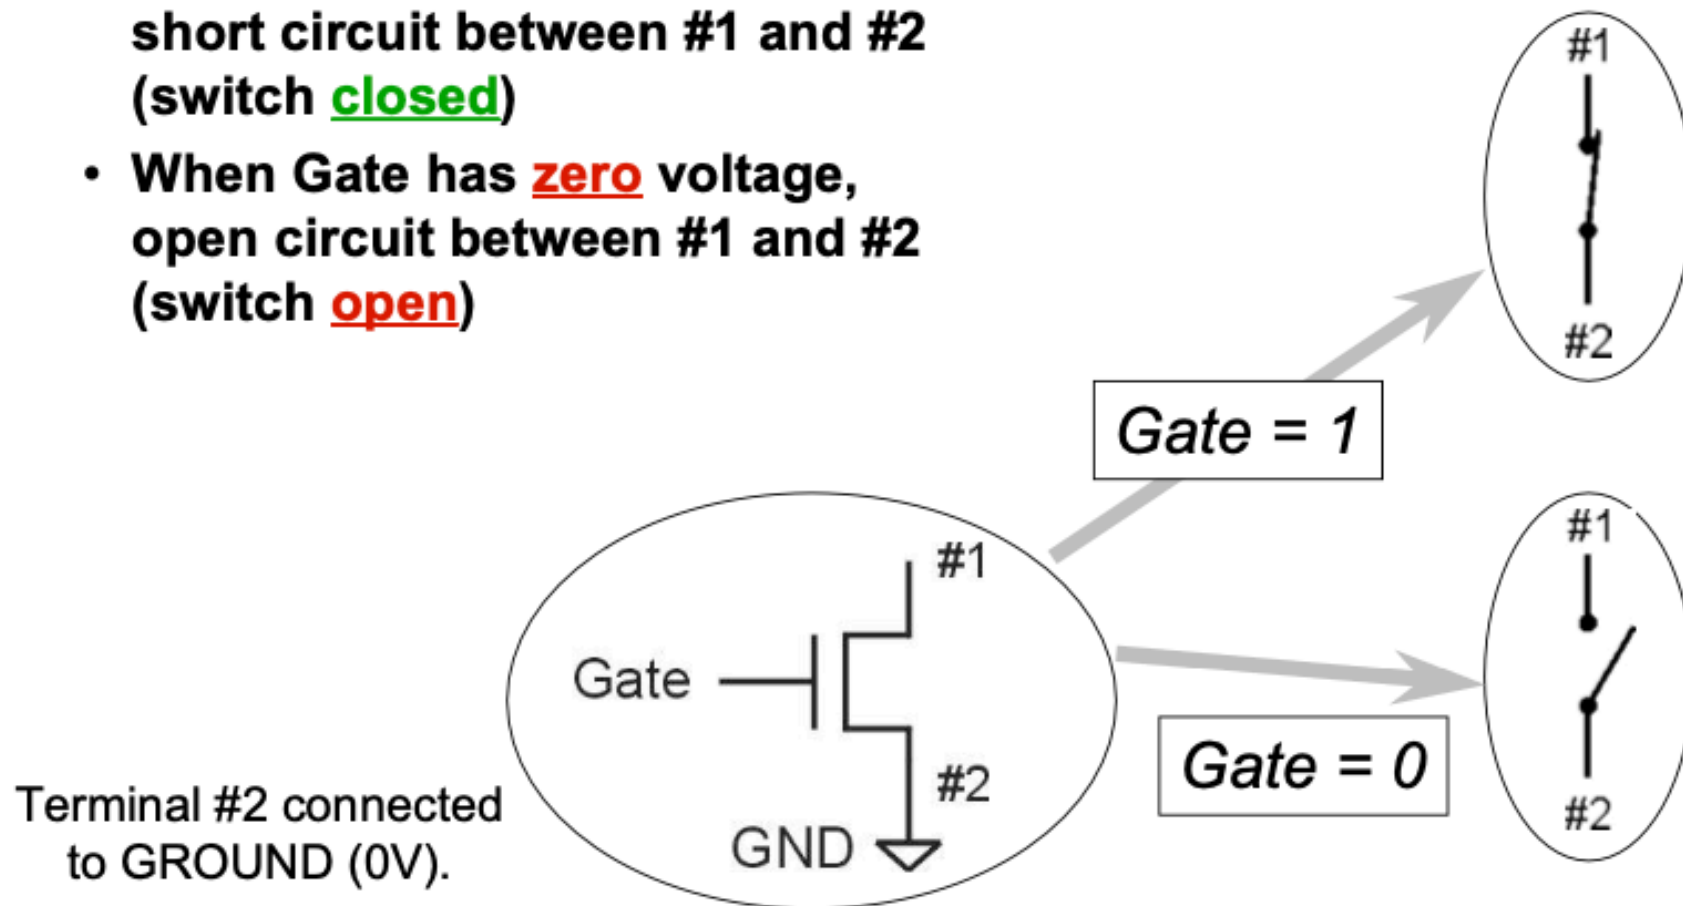 short circuit between #1 and #2
(switch closed)
• When Gate has zero voltage,
open circuit between #1 and #2
(switch open)
#1
#2
Gate = 1
#1
Gate
#2
GND
Gate = 0
#1
#2
Terminal #2 connected
to GROUND (0V).